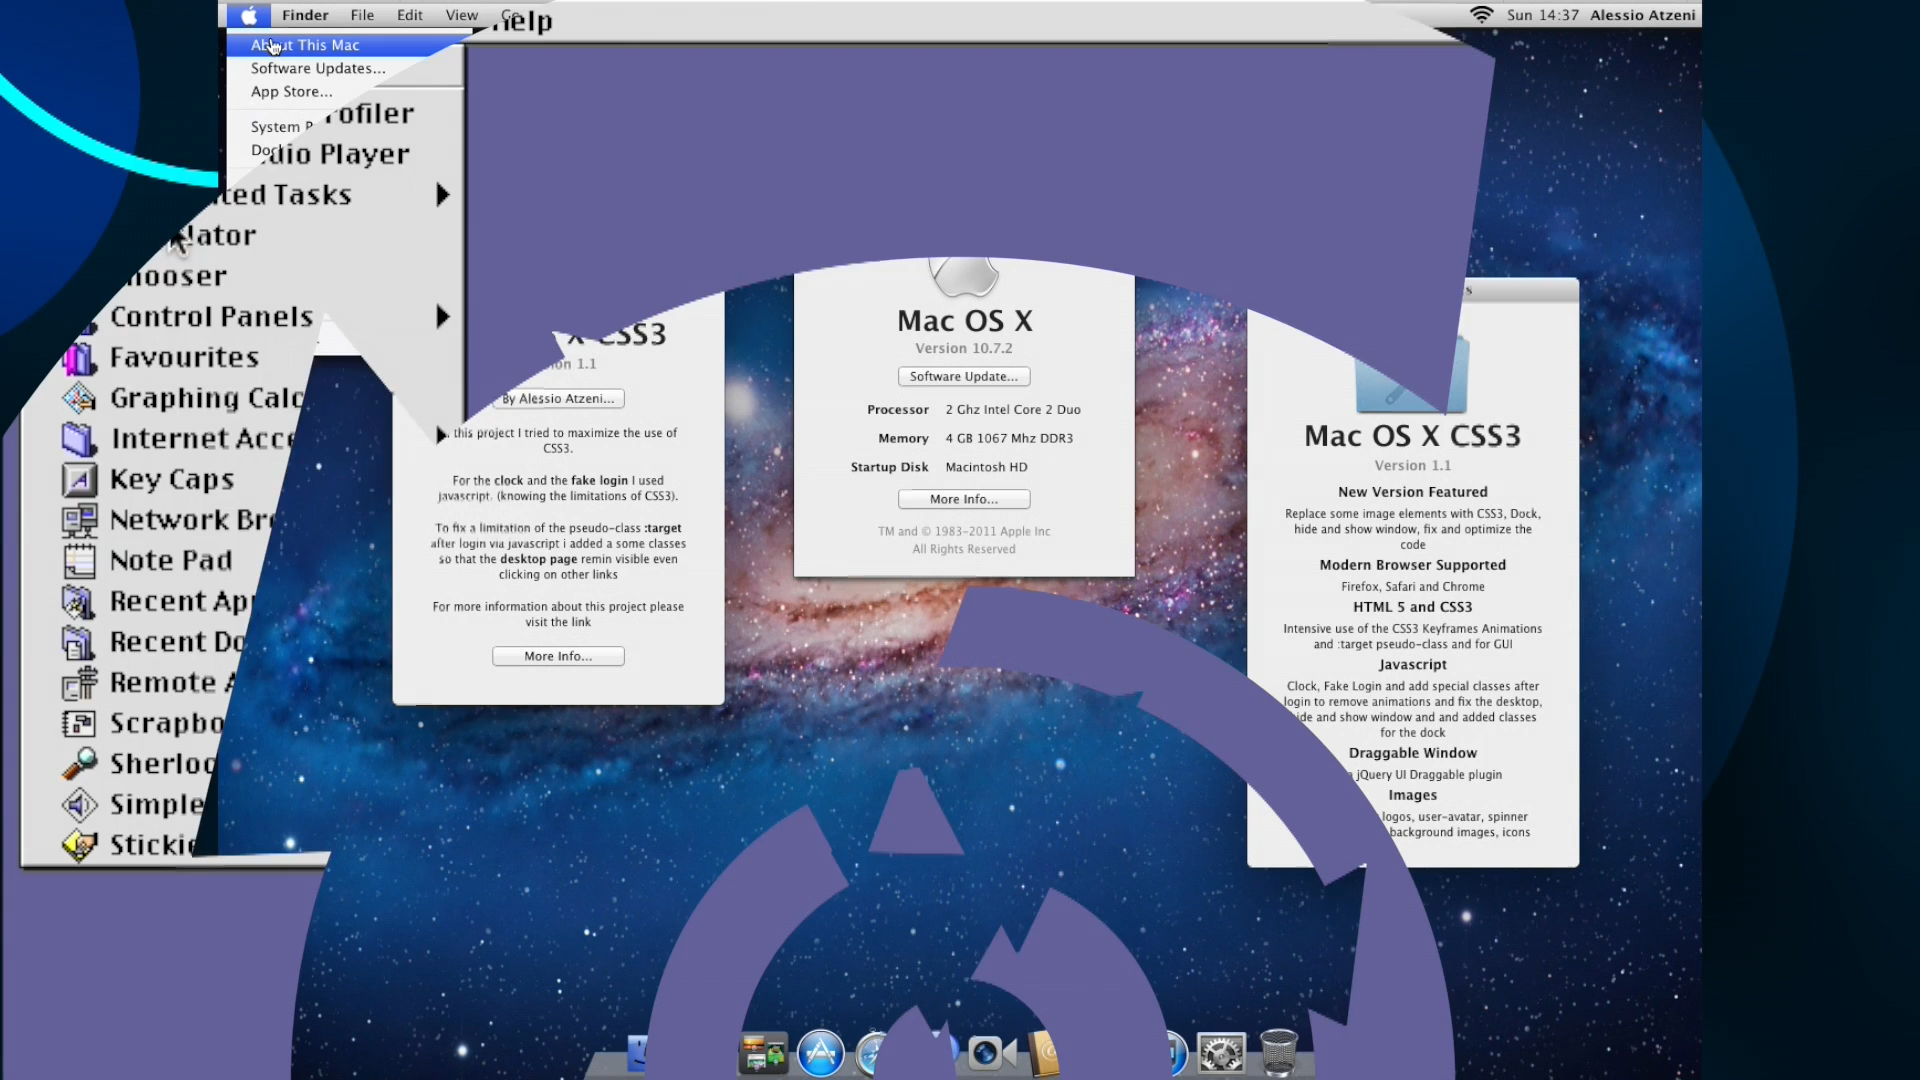 Finder File Edit View
Help
Sun 14:37 Alessio Atzeni
About This Mac
Software Updates...
App Store...
System P
Doc
rofiler
dio Player
ted Tasks
lator
hooser
Control Panels
Favourites
Graphing Calc
Internet Acce
Key Caps
Network Br
Note Pad
Recent Ap
Recent Do
Remote A
Scrapbo
Sherloc
Simple
Stickie
X CSS3
ion 1.1
By Alessio Atzeni...
this project I tried to maximize the use of
CSS3.
For the clock and the fake login I used
javascript. (knowing the limitations of CSS3).
To fix a limitation of the pseudo-class :target
after login via javascript i added a some classes
so that the desktop page remin visible even
clicking on other links
For more information about this project please
visit the link
More Info...
Mac OS X
Version 10.7.2
Software Update...
Processor 2 Ghz Intel Core 2 Duo
Memory 4 GB 1067 Mhz DDR3
Startup Disk Macintosh HD
More Info...
TM and © 1983-2011 Apple Inc
All Rights Reserved
Mac OS X CSS3
Version 1.1
New Version Featured
Replace some image elements with CSS3, Dock,
hide and show window, fix and optimize the
code
Modern Browser Supported
Firefox, Safari and Chrome
HTML 5 and CSS3
Intensive use of the CSS3 Keyframes Animations
and :target pseudo-class and for GUI
Javascript
Clock, Fake Login and add special classes after
login to remove animations and fix the desktop,
ide and show window and and added classes
for the dock
Draggable Window
jQuery UI Draggable plugin
Images
logos, user-avatar, spinner
background images, icons